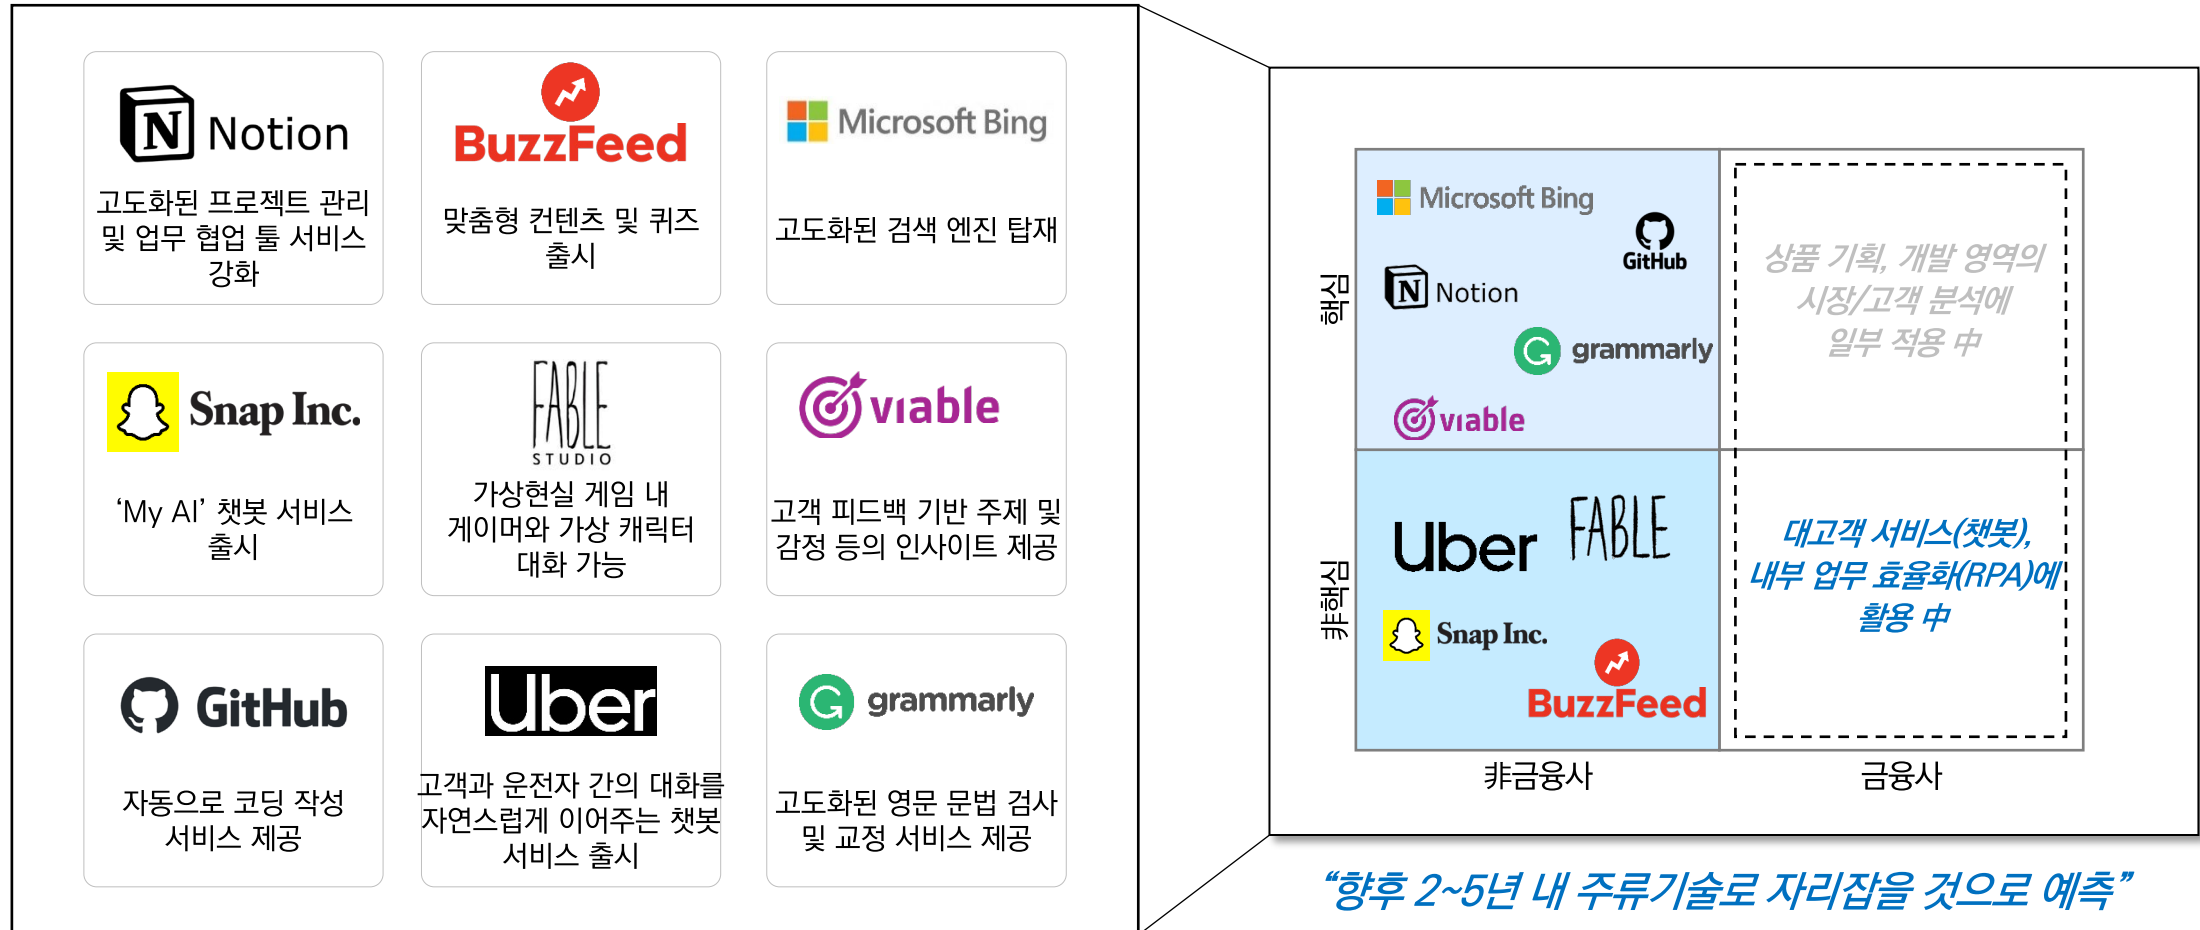 Notion
고도화된 프로젝트 관리
및 업무 협업 툴 서비스
강화
BuzzFeed
맞춤형 컨텐츠 및 퀴즈
출시
Microsoft Bing
고도화된 검색 엔진 탑재
Snap Inc.
‘My AI’ 챗봇 서비스
출시
FABLE
STUDIO
가상현실 게임 내
게이머와 가상 캐릭터
대화 가능
viable
고객 피드백 기반 주제 및
감정 등의 인사이트 제공
GitHub
자동으로 코딩 작성
서비스 제공
Uber
고객과 운전자 간의 대화를
자연스럽게 이어주는 챗봇
서비스 출시
grammarly
고도화된 영문 문법 검사
및 교정 서비스 제공
핵심
Microsoft Bing
GitHub
Notion
grammarly
viable
상품 기획, 개발 영역의
시장/고객 분석에
일부 적용 中
非핵심
Uber
FABLE
Snap Inc.
BuzzFeed
대고객 서비스(챗봇),
내부 업무 효율화(RPA)에
활용 中
非금융사
금융사
“향후 2~5년 내 주류기술로 자리잡을 것으로 예측”